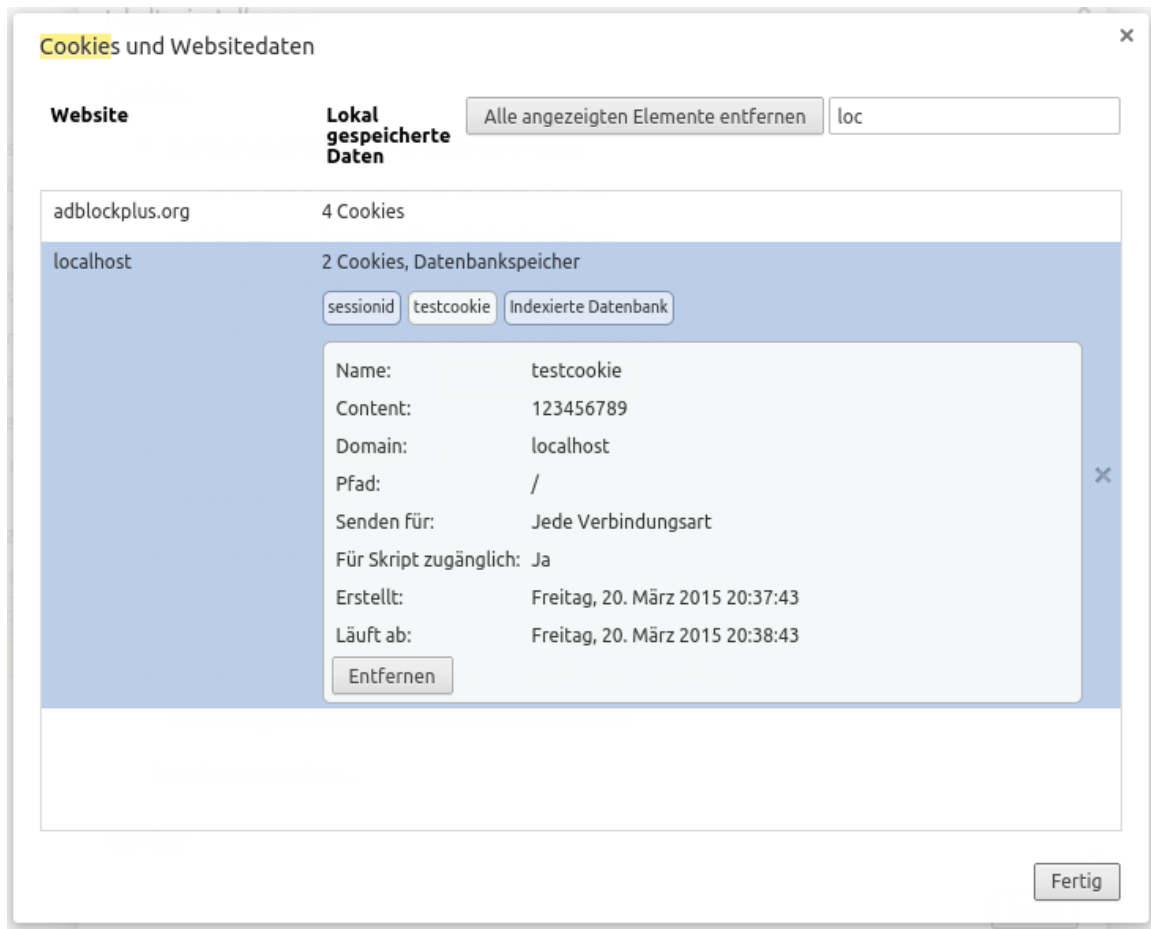 Cookies und Websitedaten
×
Website
Lokal gespeicherte Daten
Alle angezeigten Elemente entfernen
loc
adblockplus.org 4 Cookies
localhost 2 Cookies, Datenbankspeicher
sessionid testcookie Indexierte Datenbank
Name: testcookie
Content: 123456789
Domain: localhost
Pfad: /
Senden für: Jede Verbindungsart
Für Skript zugänglich: Ja
Erstellt: Freitag, 20. März 2015 20:37:43
Läuft ab: Freitag, 20. März 2015 20:38:43
Entfernen
Fertig